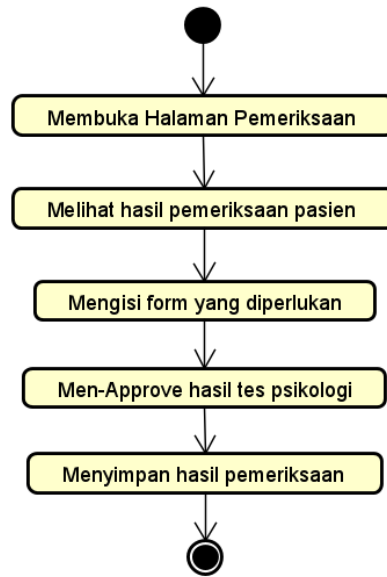 Membuka Halaman Pemeriksaan
Melihat hasil pemeriksaan pasien
Mengisi form yang diperlukan
Men-Approve hasil tes psikologi
Menyimpan hasil pemeriksaan